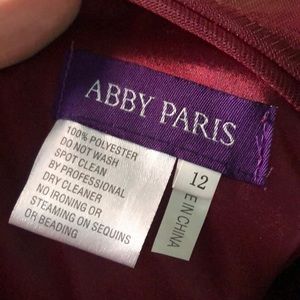 ABBY PARIS
100% POLYESTER
DO NOT WASH
SPOT CLEAN
BY PROFESSIONAL
DRY CLEANER
NO IRONING OR
STEAMING ON SEQUINS
OR BEADING
12
E IN CHINA